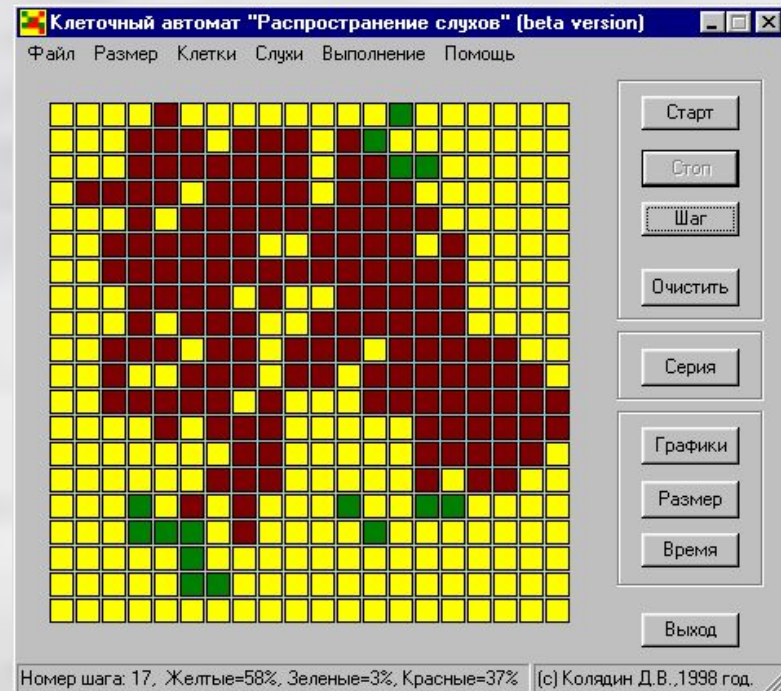 Клеточный автомат "Распространение слухов" (beta version)
Файл Размер Клетки Слухи Выполнение Помощь
Старт
Стоп
Шаг
Очистить
Серия
Графики
Размер
Время
Выход
Номер шага: 17, Желтые=58%, Зеленые=3%, Красные=37% (c) Колядин Д.В.,1998 год.